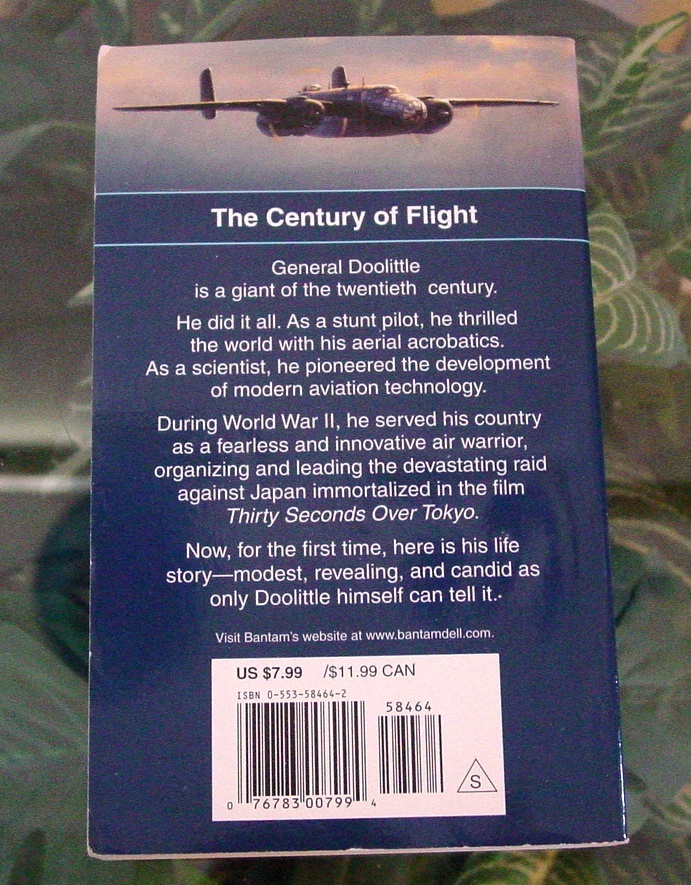 The Century of Flight
General Doolittle
is a giant of the twentieth century.
He did it all. As a stunt pilot, he thrilled
the world with his aerial acrobatics.
As a scientist, he pioneered the development
of modern aviation technology.
During World War II, he served his country
as a fearless and innovative air warrior,
organizing and leading the devastating raid
against Japan immortalized in the film
Thirty Seconds Over Tokyo.
Now, for the first time, here is his life
story—modest, revealing, and candid as
only Doolittle himself can tell it.
Visit Bantam's website at www.bantamdell.com.
US $7.99 /$11.99 CAN
ISBN 0-553-58464-2
58464
S
0 76783 00799 4